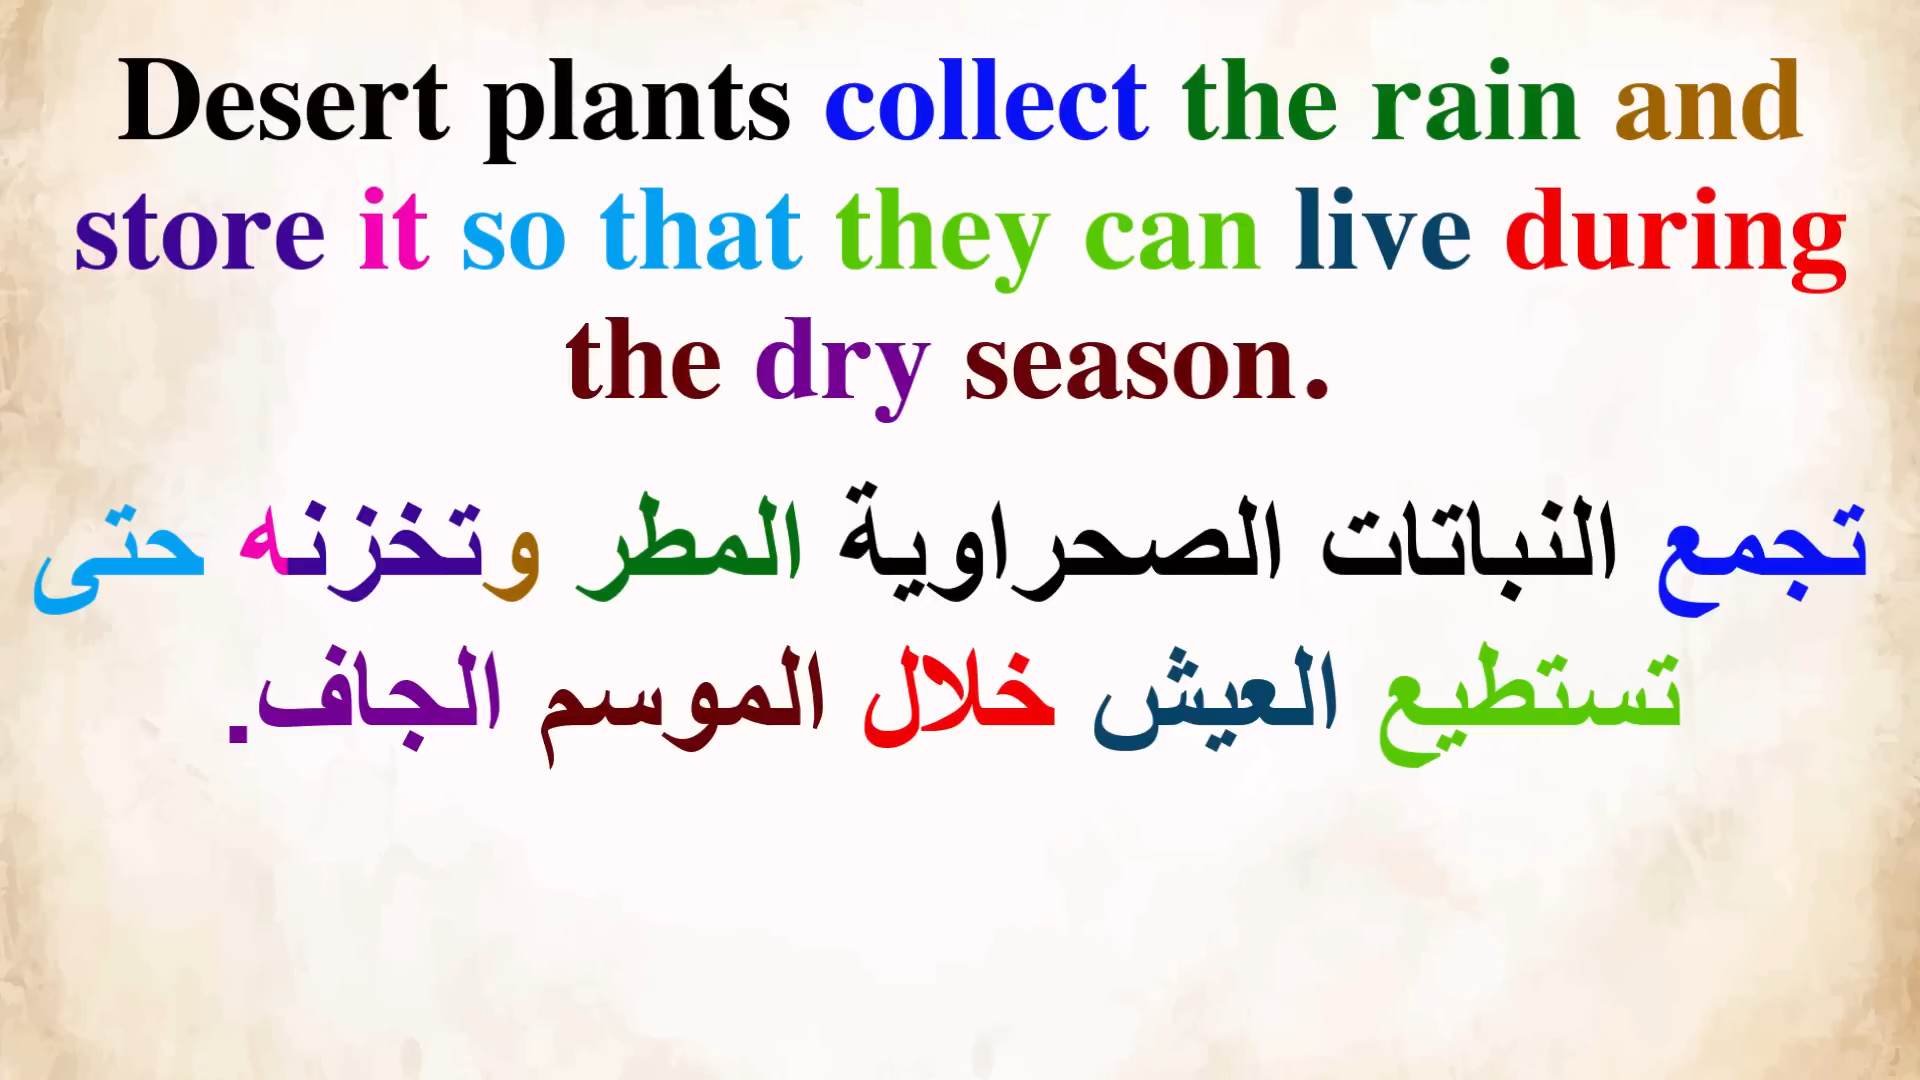 Desert plants collect the rain and
store it so that they can live during
the dry season.
تجمع النباتات الصحراوية المطر وتخزنه حتى
تستطيع العيش خلال الموسم الجاف.